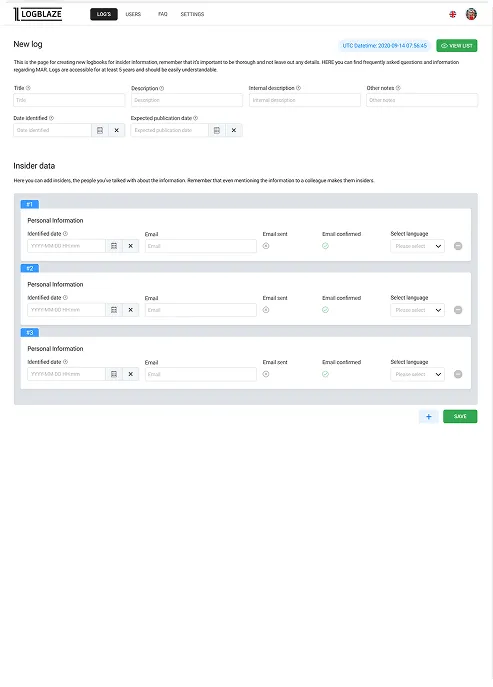 LOGBLAZE LOG'S USERS FAQ SETTINGS
New log UTC Datetime: 2020-09-14 07:56:45 VIEW LIST
This is the page for creating new logbooks for insider information, remember that it's important to be thorough and not leave out any details. HERE you can find frequently asked questions and information
regarding MAR. Logs are accessible for at least 5 years and should be easily understandable.
Title Description Internal description Other notes
Title Description Internal description Other notes
Date identified Expected publication date
Date identified Expected publication date
Insider data
Here you can add insiders, the people you've talked with about the information. Remember that even mentioning the information to a colleague makes them insiders.
#1
Personal Information
Identified date Email Email sent Email confirmed Select language
YYYY-MM-DD HH:mm Email Please select
#2
Personal Information
Identified date Email Email sent Email confirmed Select language
YYYY-MM-DD HH:mm Email Please select
#3
Personal Information
Identified date Email Email sent Email confirmed Select language
YYYY-MM-DD HH:mm Email Please select
+ SAVE